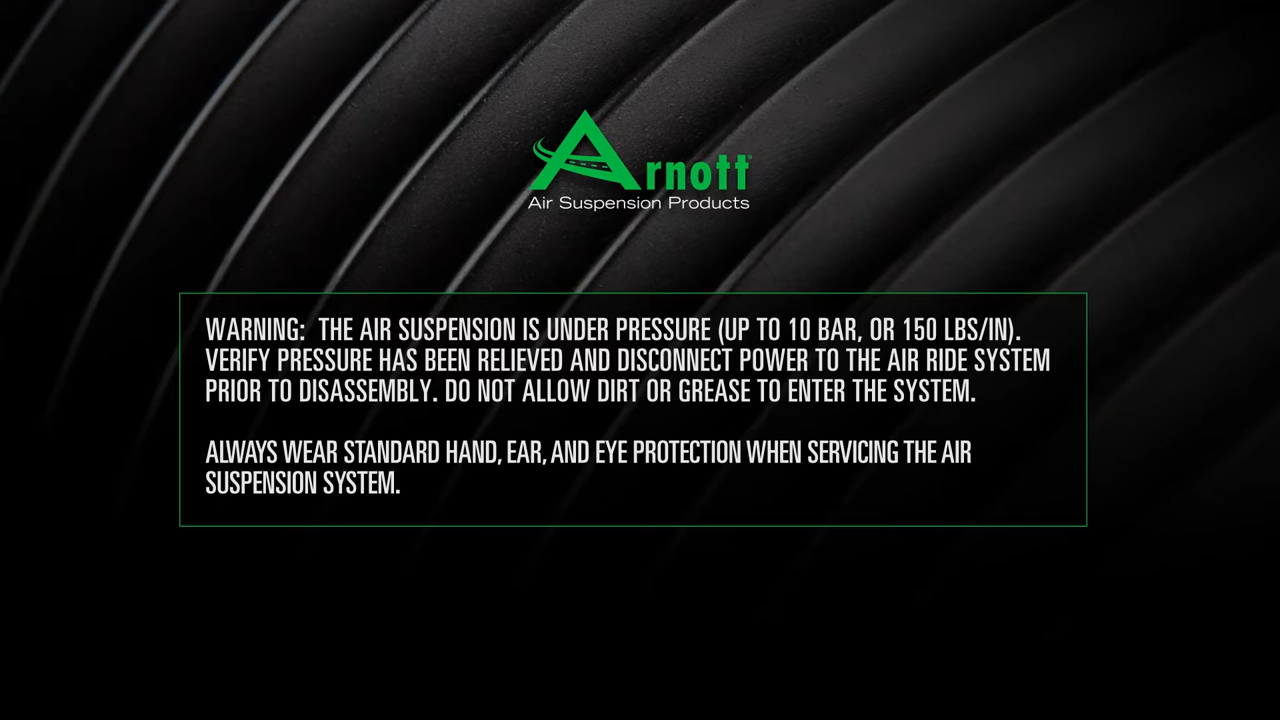 Arnott®
Air Suspension Products
WARNING:  THE AIR SUSPENSION IS UNDER PRESSURE (UP TO 10 BAR, OR 150 LBS/IN).
VERIFY PRESSURE HAS BEEN RELIEVED AND DISCONNECT POWER TO THE AIR RIDE SYSTEM
PRIOR TO DISASSEMBLY. DO NOT ALLOW DIRT OR GREASE TO ENTER THE SYSTEM.
ALWAYS WEAR STANDARD HAND, EAR, AND EYE PROTECTION WHEN SERVICING THE AIR
SUSPENSION SYSTEM.